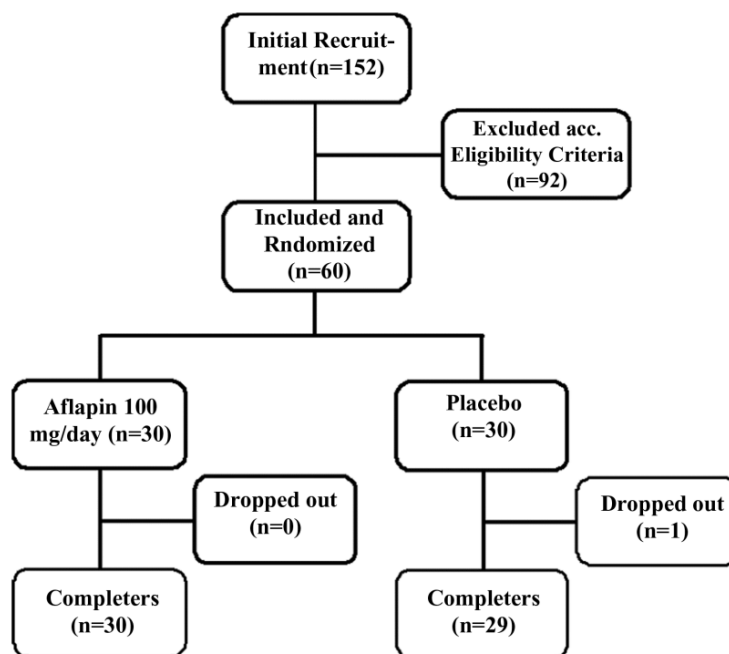 Initial Recruit-
ment(n=152)
Excluded acc.
Eligibility Criteria
(n=92)
Included and
Rndomized
(n=60)
Aflapin 100
mg/day (n=30)
Placebo
(n=30)
Dropped out
(n=0)
Dropped out
(n=1)
Completers
(n=30)
Completers
(n=29)